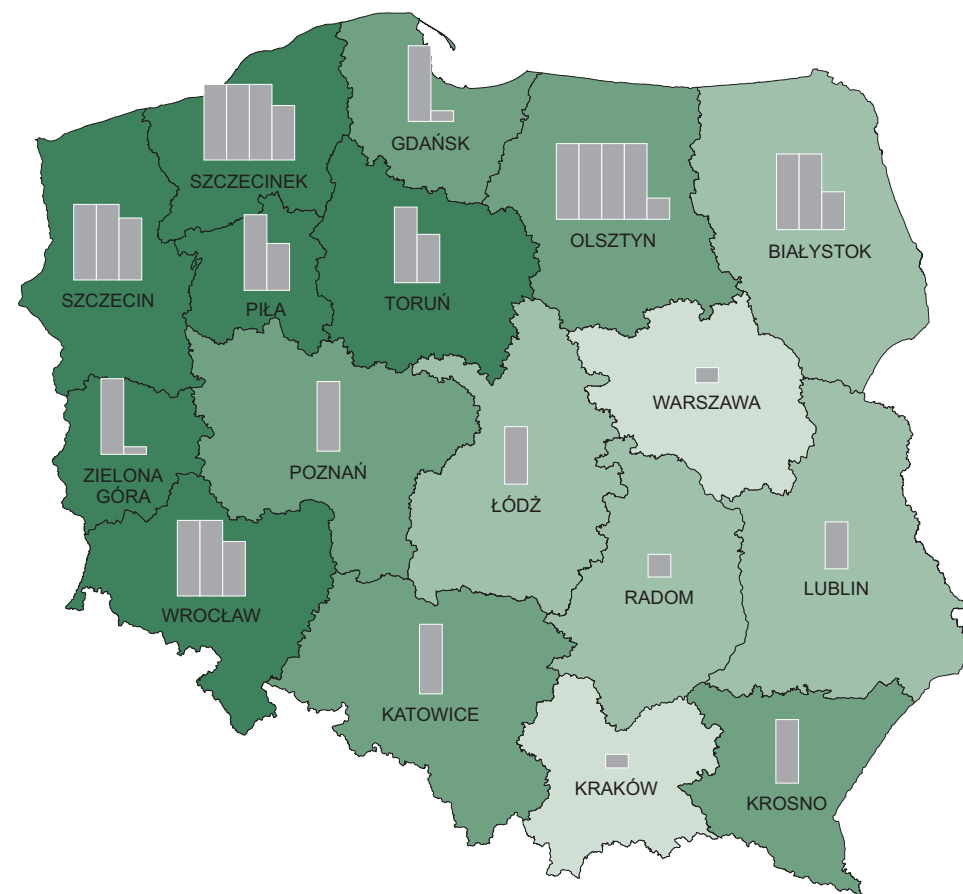 GDAŃSK
SZCZECINEK
OLSZTYN
BIAŁYSTOK
SZCZECIN
PIŁA
TORUŃ
WARSZAWA
ZIELONA
GÓRA
POZNAŃ
ŁÓDŹ
RADOM
LUBLIN
WROCŁAW
KATOWICE
KRAKÓW
KROSNO